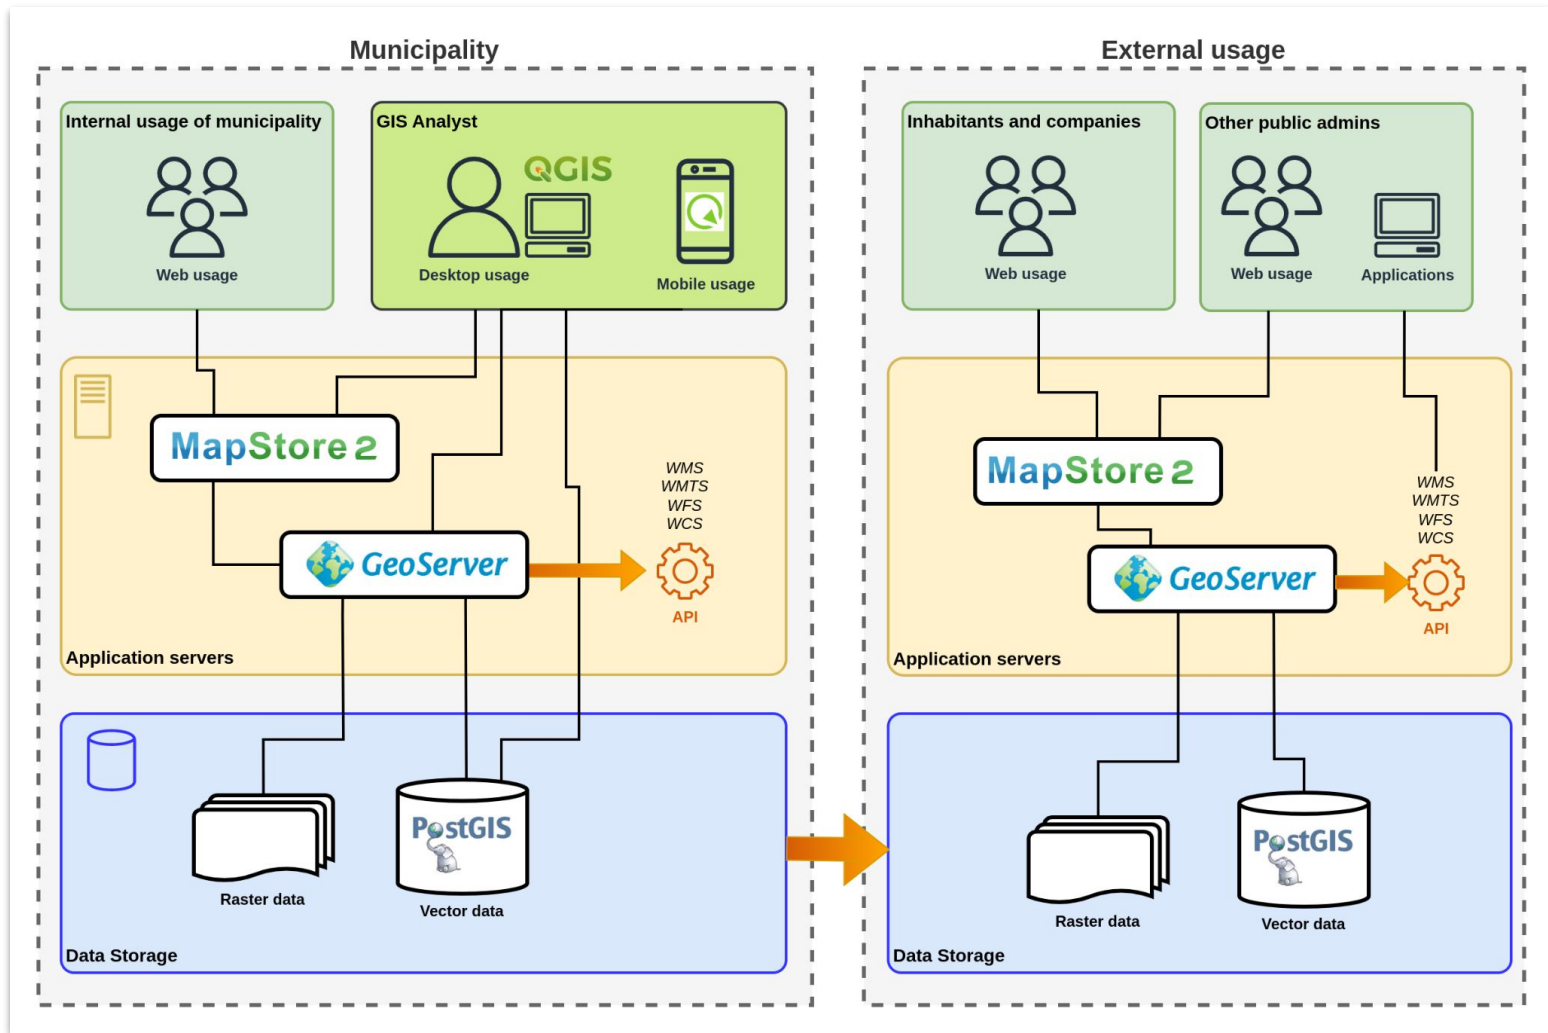 Municipality
Internal usage of municipality
Web usage
GIS Analyst
QGIS
Desktop usage
Mobile usage
MapStore 2
WMS
WMTS
WFS
WCS
GeoServer
API
Application servers
PostGIS
Raster data
Vector data
Data Storage
External usage
Inhabitants and companies
Web usage
Other public admins
Web usage
Applications
MapStore 2
WMS
WMTS
WFS
WCS
GeoServer
API
Application servers
PostGIS
Raster data
Vector data
Data Storage